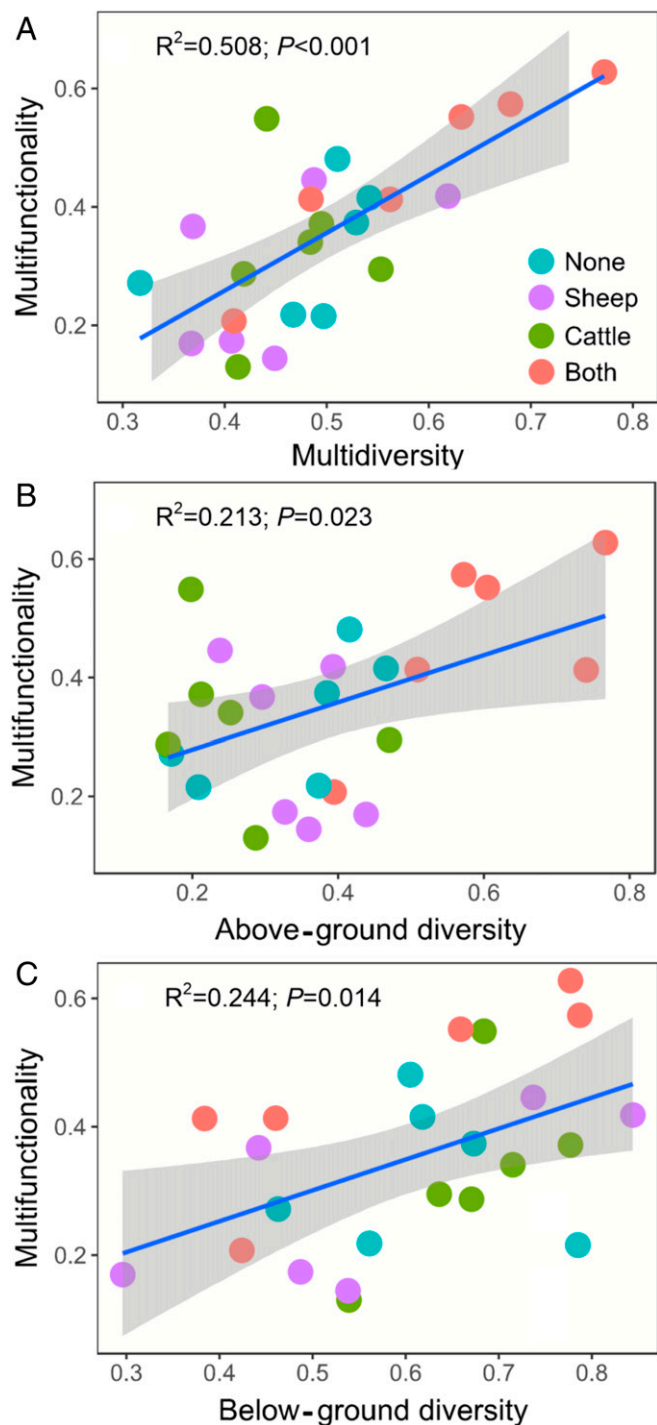 A
R²=0.508; P<0.001
Multifunctionality
0.6
0.4
0.2
None
Sheep
Cattle
Both
0.3 0.4 0.5 0.6 0.7 0.8
Multidiversity
B
R²=0.213; P=0.023
Multifunctionality
0.6
0.4
0.2
0.2 0.4 0.6 0.8
Above-ground diversity
C
R²=0.244; P=0.014
Multifunctionality
0.6
0.4
0.2
0.3 0.4 0.5 0.6 0.7 0.8
Below-ground diversity